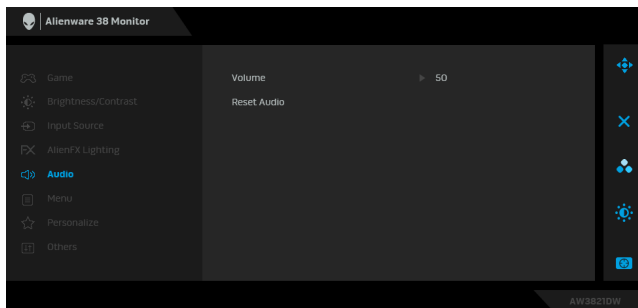 Alienware 38 Monitor
Game
Brightness/Contrast
Input Source
FX AlienFX Lighting
Audio
Menu
Personalize
Others
Volume 50
Reset Audio
AW3821DW